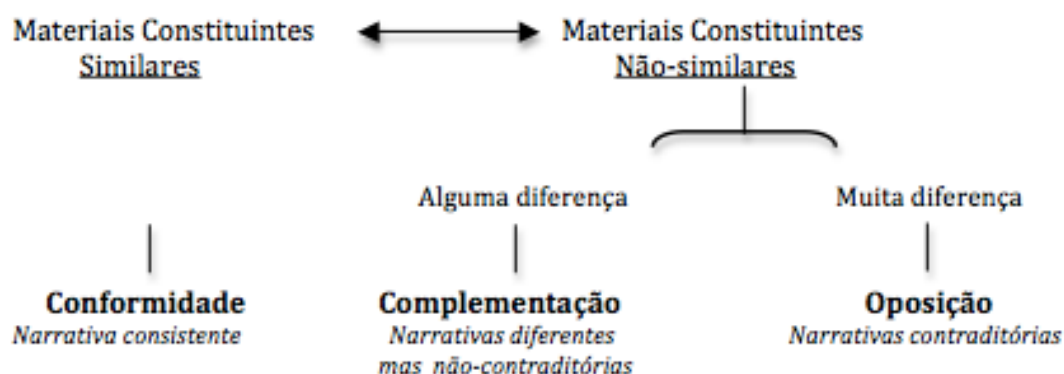 Materiais Constituintes
Similares
Materiais Constituintes
Não-similares
Alguma diferença
Muita diferença
Conformidade
Narrativa consistente
Complementação
Narrativas diferentes
mas não-contraditórias
Oposição
Narrativas contraditórias